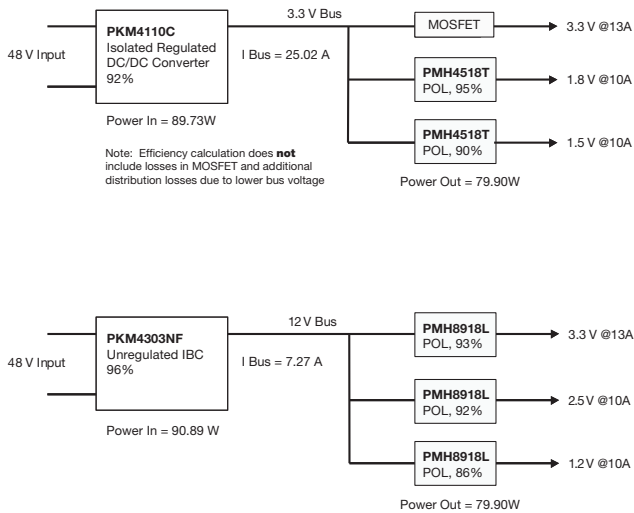 3.3 V Bus
PKM4110C
Isolated Regulated
DC/DC Converter
92%
48 V Input
I Bus = 25.02 A
Power In = 89.73W
Note: Efficiency calculation does not
include losses in MOSFET and additional
distribution losses due to lower bus voltage
MOSFET
3.3 V @13A
PMH4518T
POL, 95%
1.8 V @10A
PMH4518T
POL, 90%
1.5 V @10A
Power Out = 79.90W
12 V Bus
PKM4303NF
Unregulated IBC
96%
48 V Input
I Bus = 7.27 A
Power In = 90.89 W
PMH8918L
POL, 93%
3.3 V @13A
PMH8918L
POL, 92%
2.5 V @10A
PMH8918L
POL, 86%
1.2 V @10A
Power Out = 79.90W